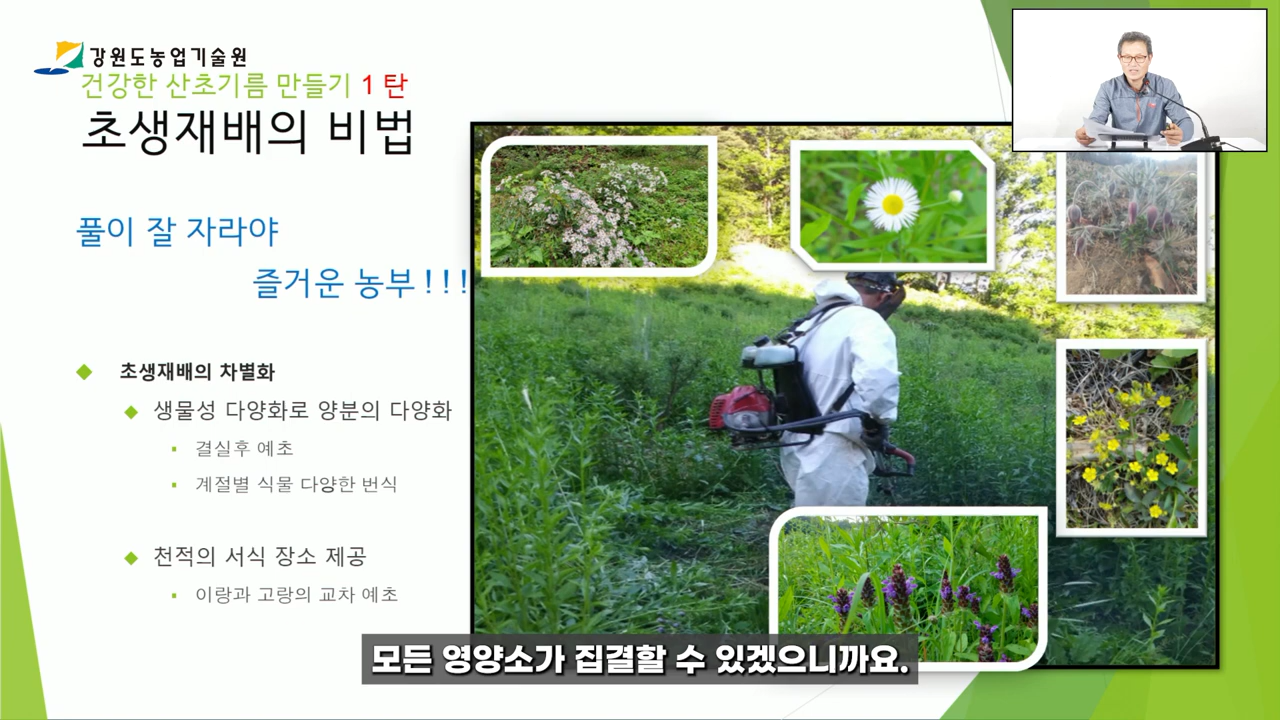 강원도농업기술원
건강한 산초기름 만들기 1 탄
초생재배의 비법
풀이 잘 자라야
즐거운 농부 ! ! !
초생재배의 차별화
생물성 다양화로 양분의 다양화
결실후 예초
계절별 식물 다양한 번식
천적의 서식 장소 제공
이랑과 고랑의 교차 예초
모든 영양소가 집결할 수 있겠으니까요.